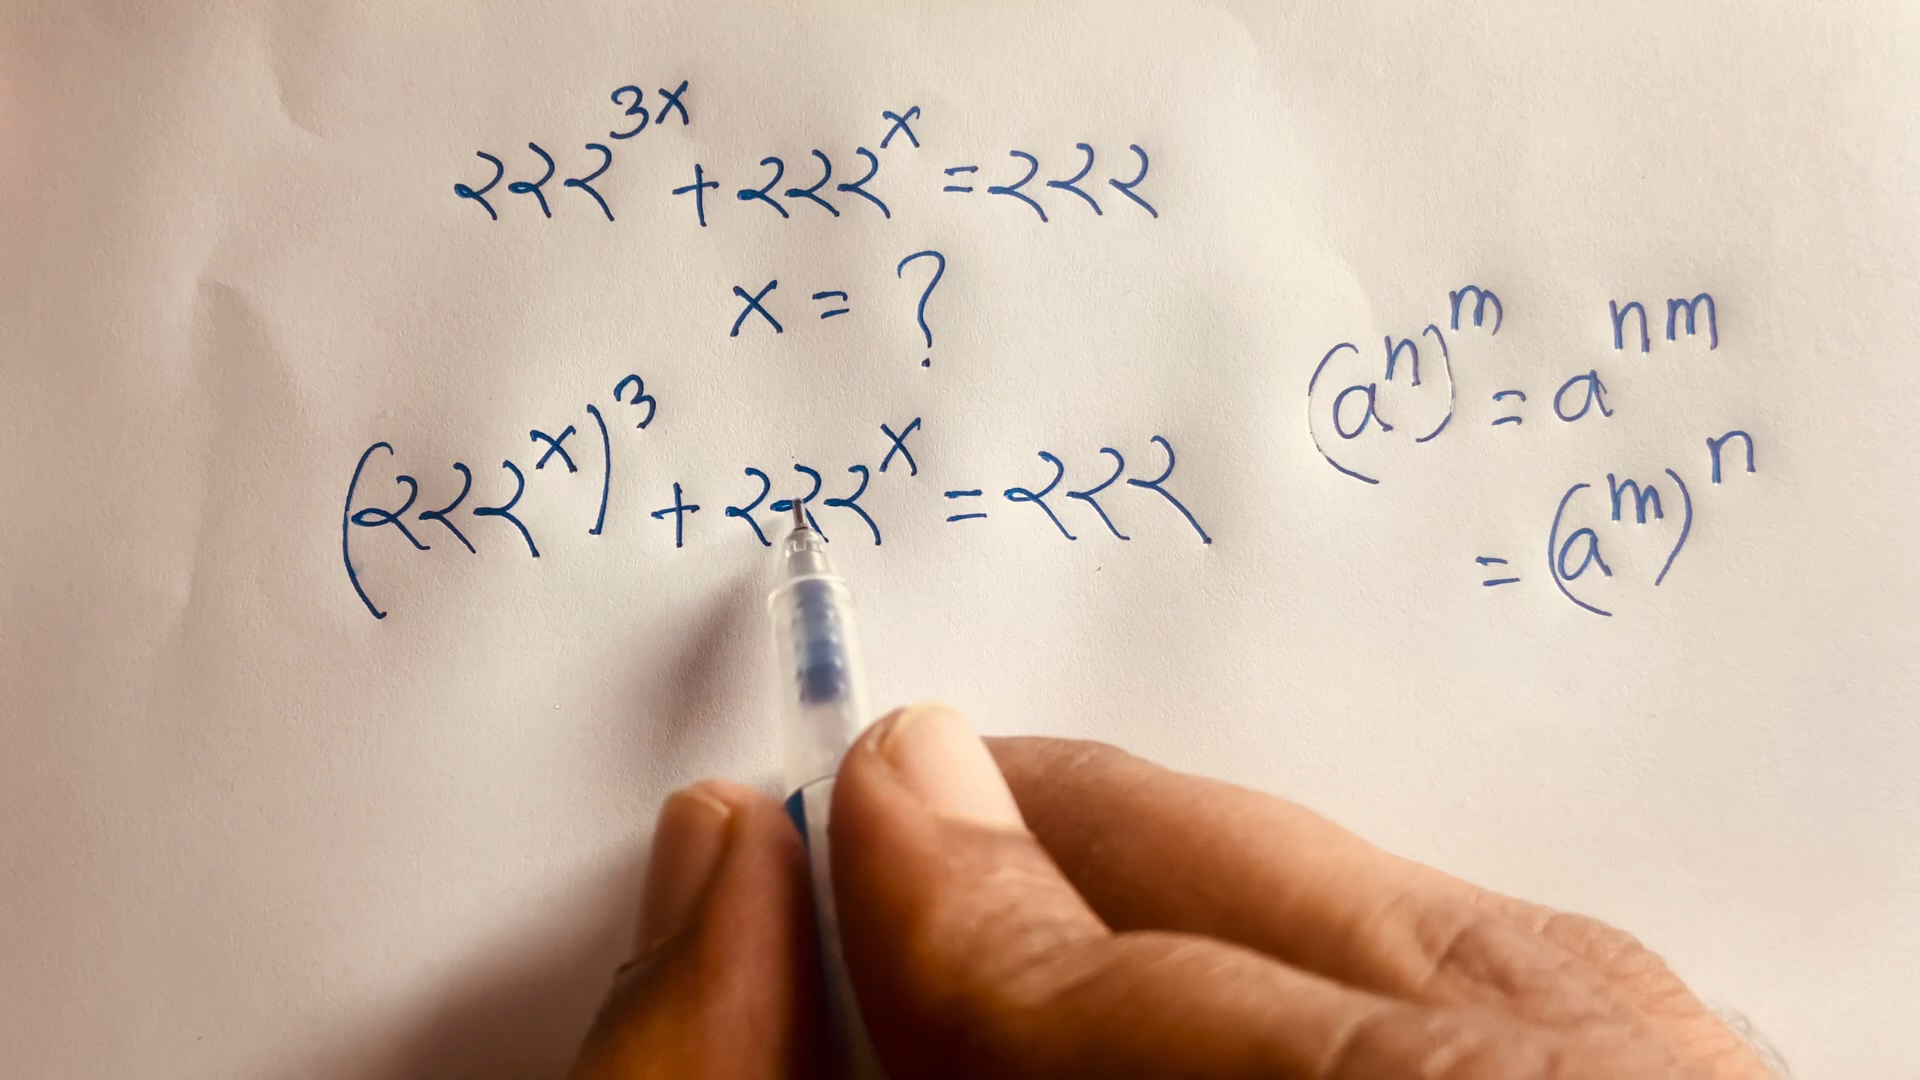 222^{3x} + 222^x = 222
x = ?
(222^x)^3 + 222^x = 222
(a^n)^m = a^{nm}
= (a^m)^n